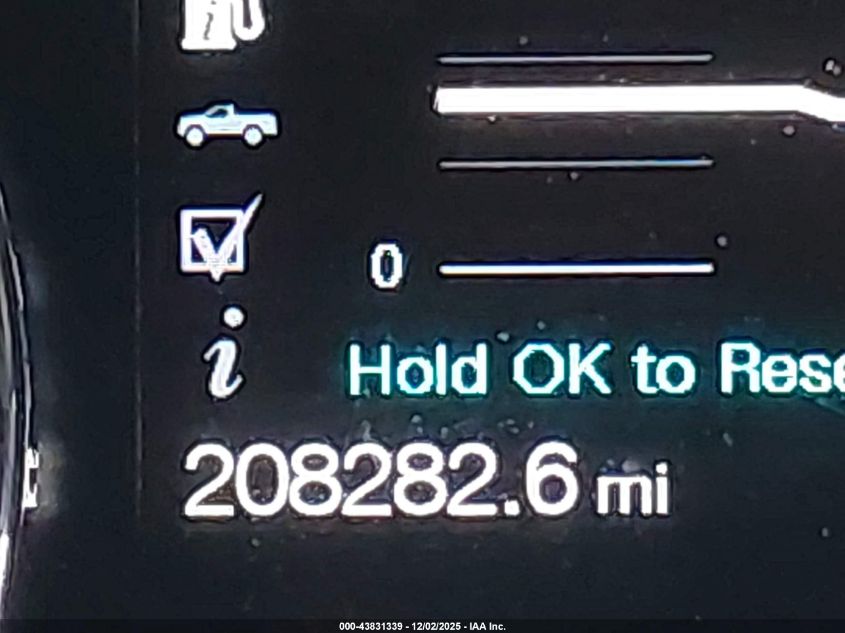 0
Hold OK to Rese
208282.6 mi
000-43831339 - 12/02/2025 - IAA Inc.